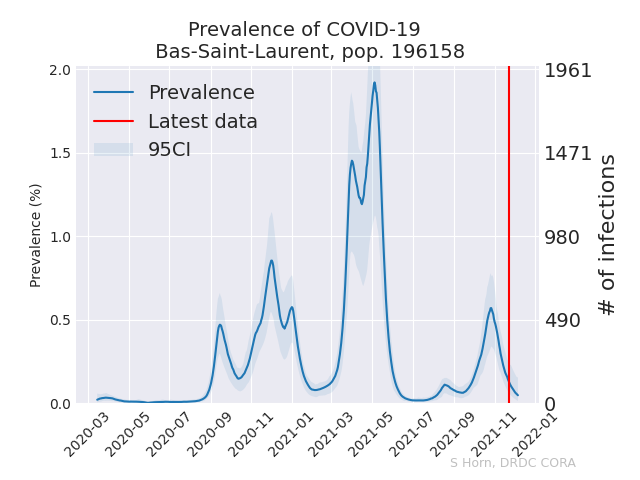 Prevalence of COVID-19
Bas-Saint-Laurent, pop. 196158
Prevalence
Latest data
95CI
2.0
1.5
1.0
0.5
0.0
Prevalence (%)
1961
1471
980
490
0
# of infections
2020-03
2020-05
2020-07
2020-09
2020-11
2021-01
2021-03
2021-05
2021-07
2021-09
2021-11
2022-01
S Horn, DRDC CORA